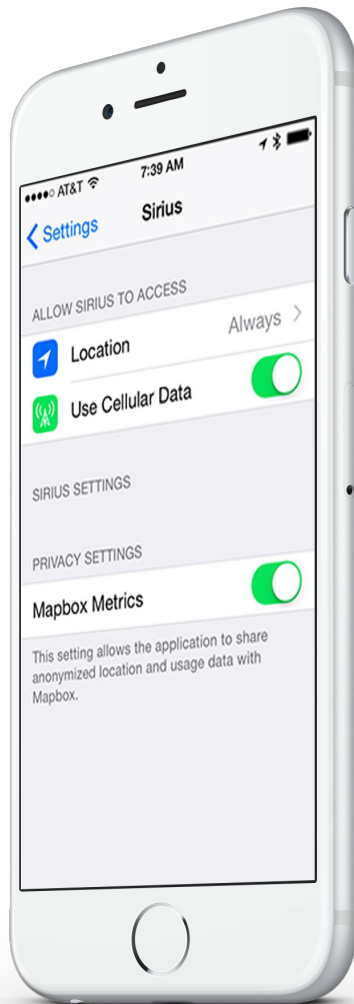 AT&T 7:39 AM
Settings Sirius
ALLOW SIRIUS TO ACCESS
Location Always
Use Cellular Data
SIRIUS SETTINGS
PRIVACY SETTINGS
Mapbox Metrics
This setting allows the application to share
anonymized location and usage data with
Mapbox.